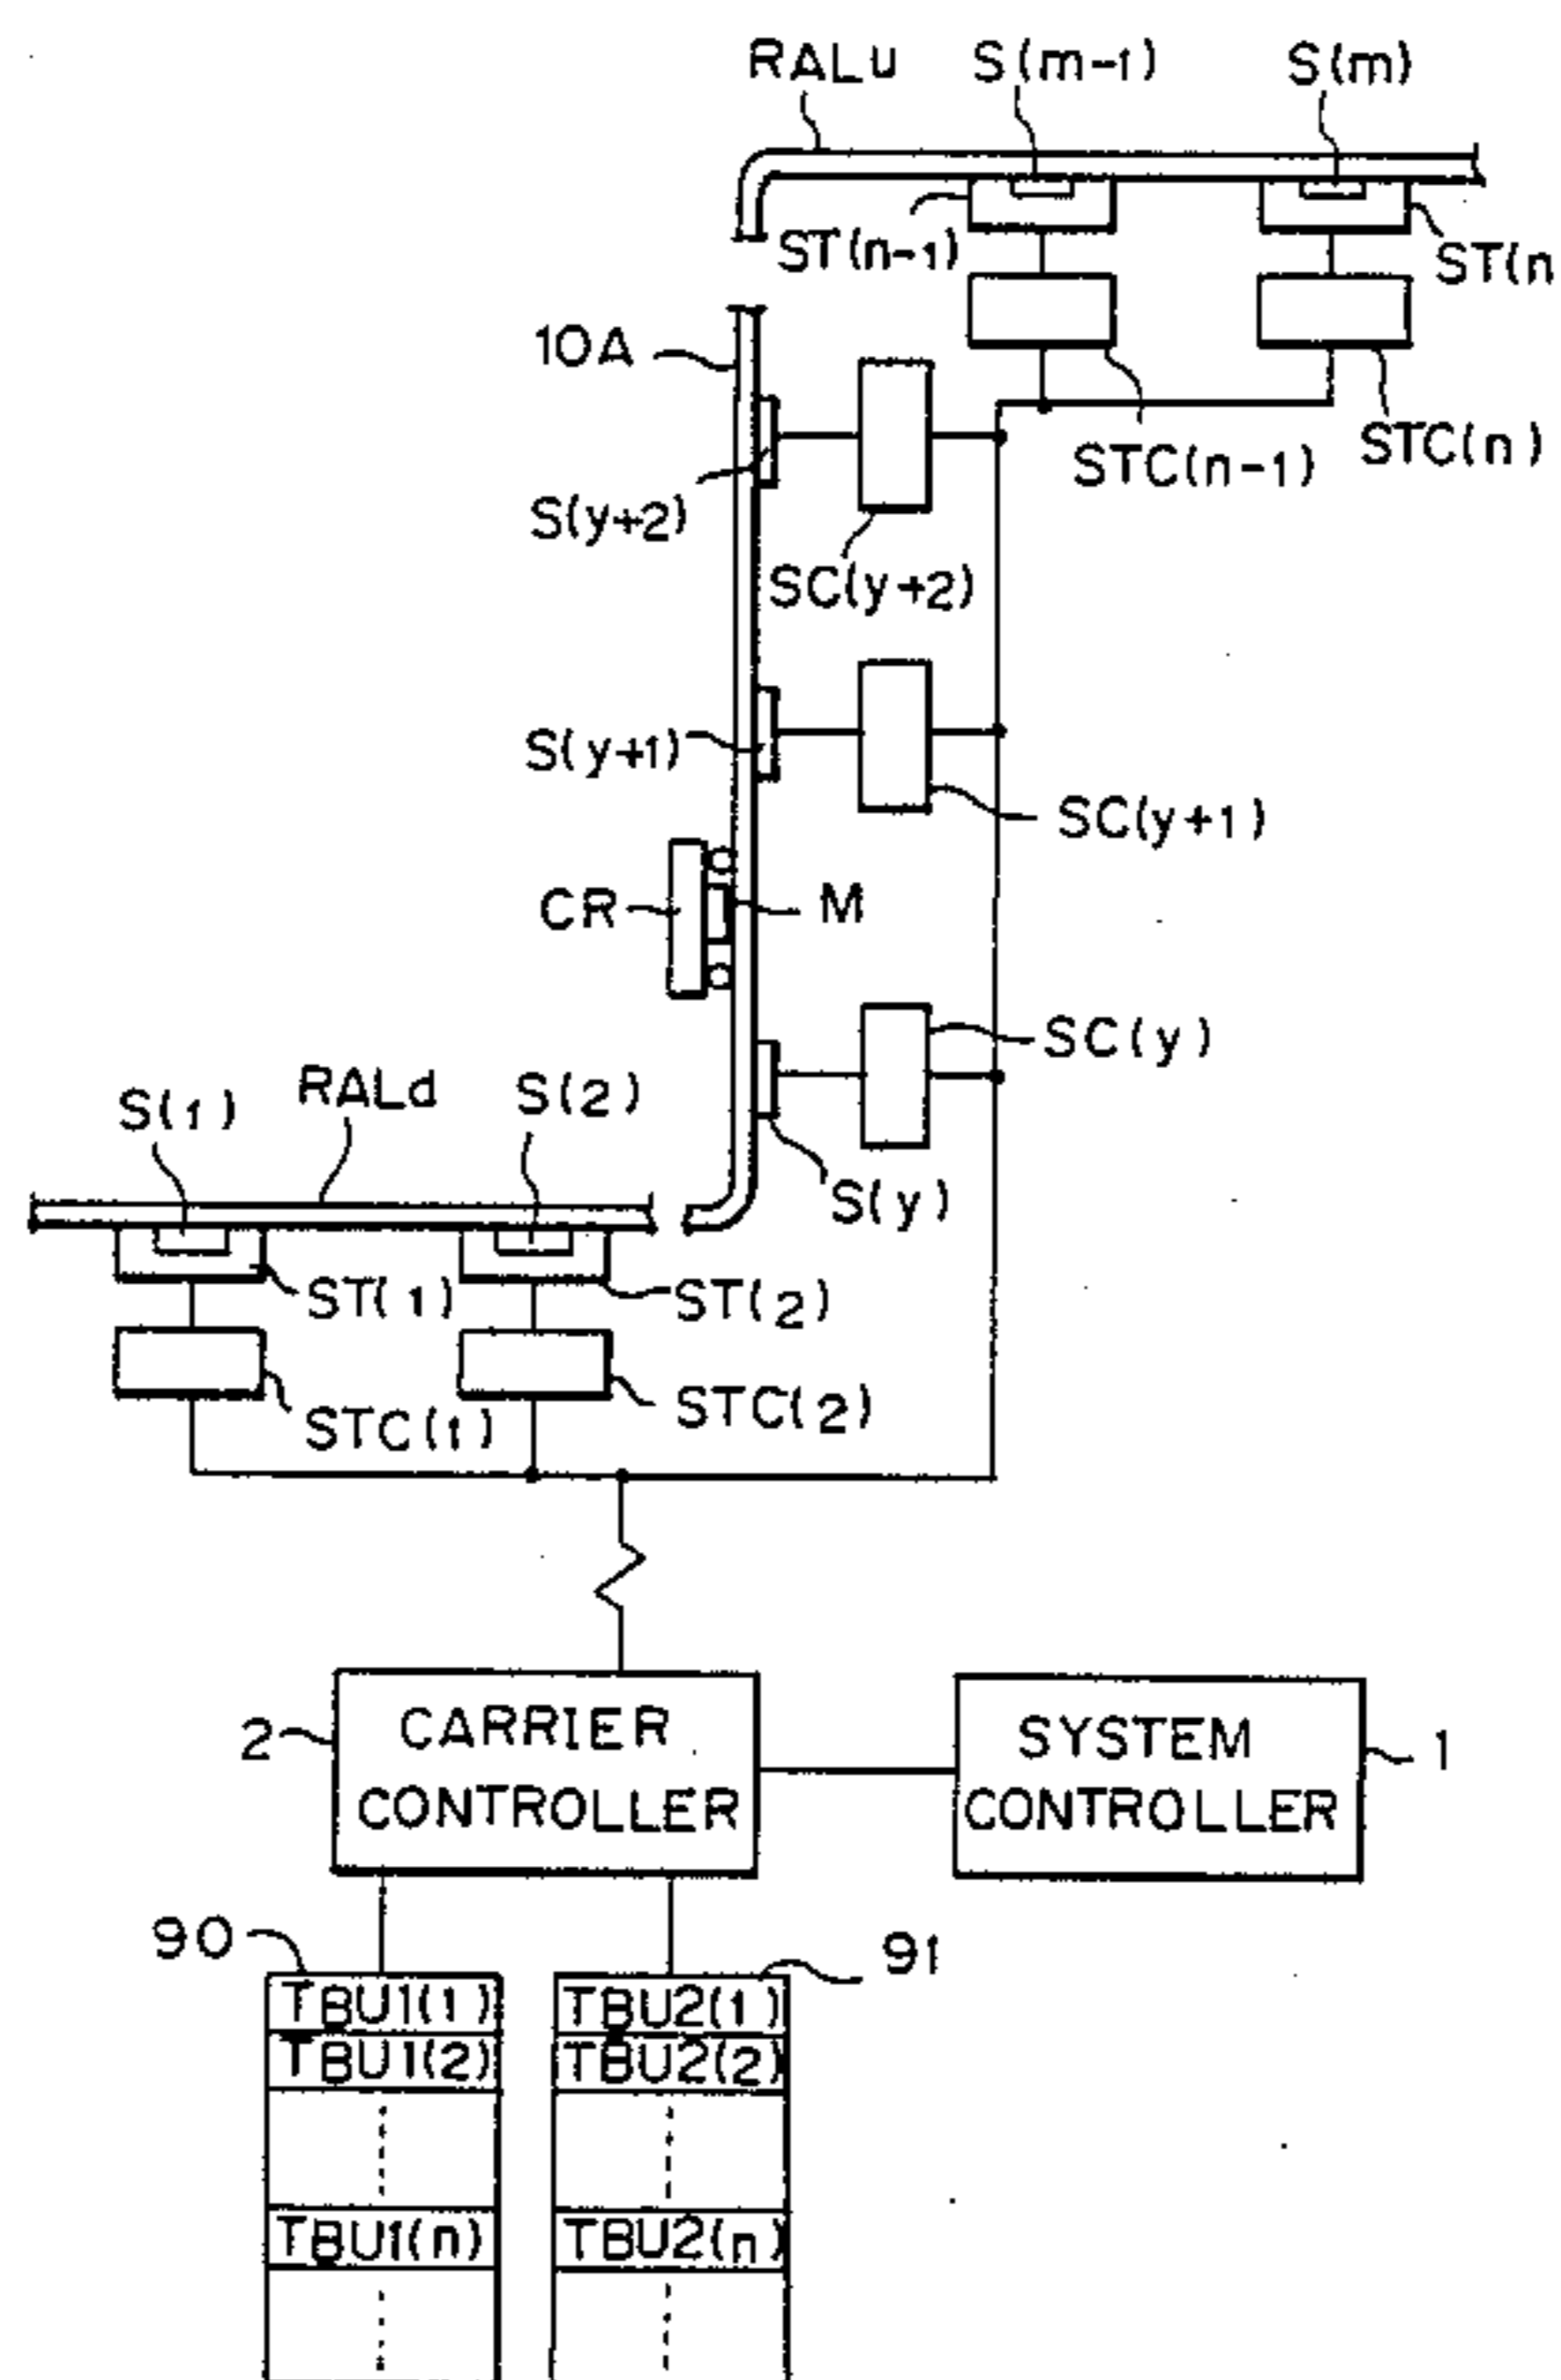 RALu S(m-1) S(m)
ST(n-1) ST(n
10A
STC(n-1) STC(n)
S(y+2)
SC(y+2)
S(y+1)
SC(y+1)
CR M
SC(y)
S(1) RALd S(2)
S(y)
ST(1) ST(2)
STC(1) STC(2)
2 CARRIER CONTROLLER
SYSTEM CONTROLLER 1
90 91
TBU1(1) TBU2(1)
TBU1(2) TBU2(2)
TBU1(n) TBU2(n)